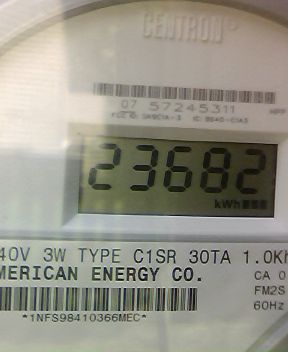 CENTRON
07 57245311
23682
kWh
40V 3W TYPE C1SR 30TA 1.0Kh
MERICAN ENERGY CO.
CA 0
FM2S
60Hz
*1NFS98410366MEC*